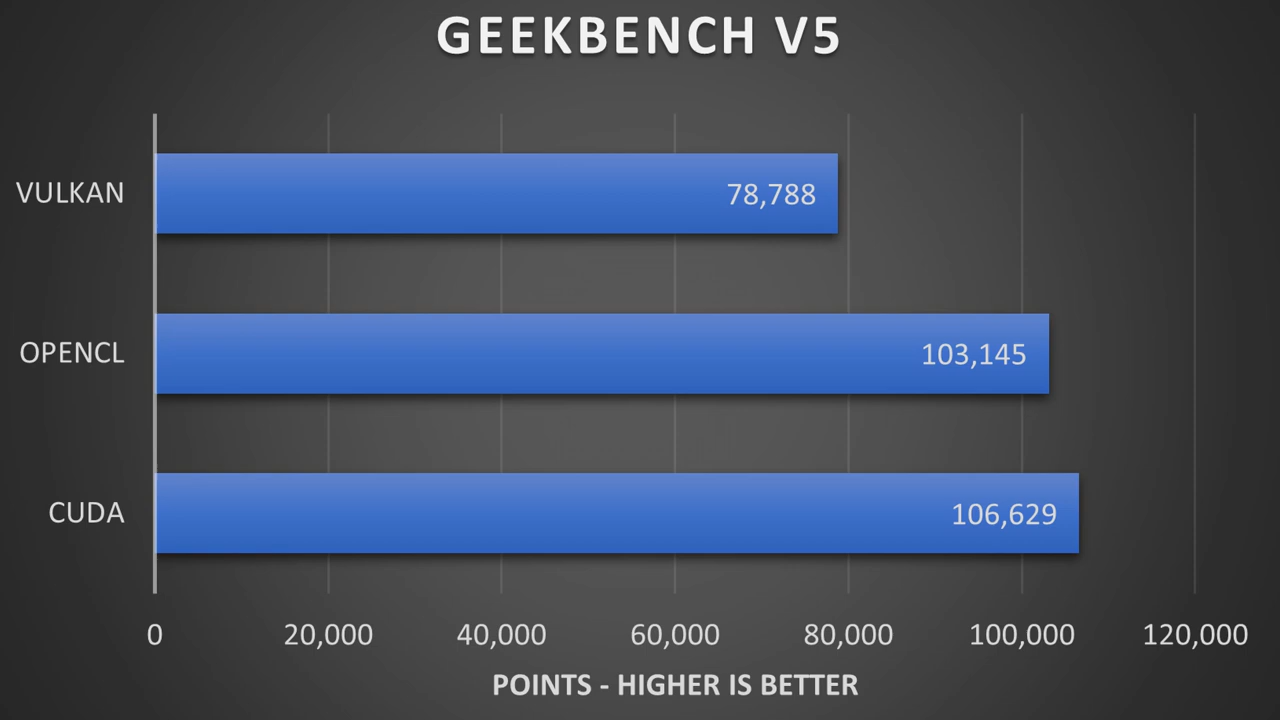 GEEKBENCH V5
VULKAN
78,788
OPENCL
103,145
CUDA
106,629
0 20,000 40,000 60,000 80,000 100,000 120,000
POINTS - HIGHER IS BETTER